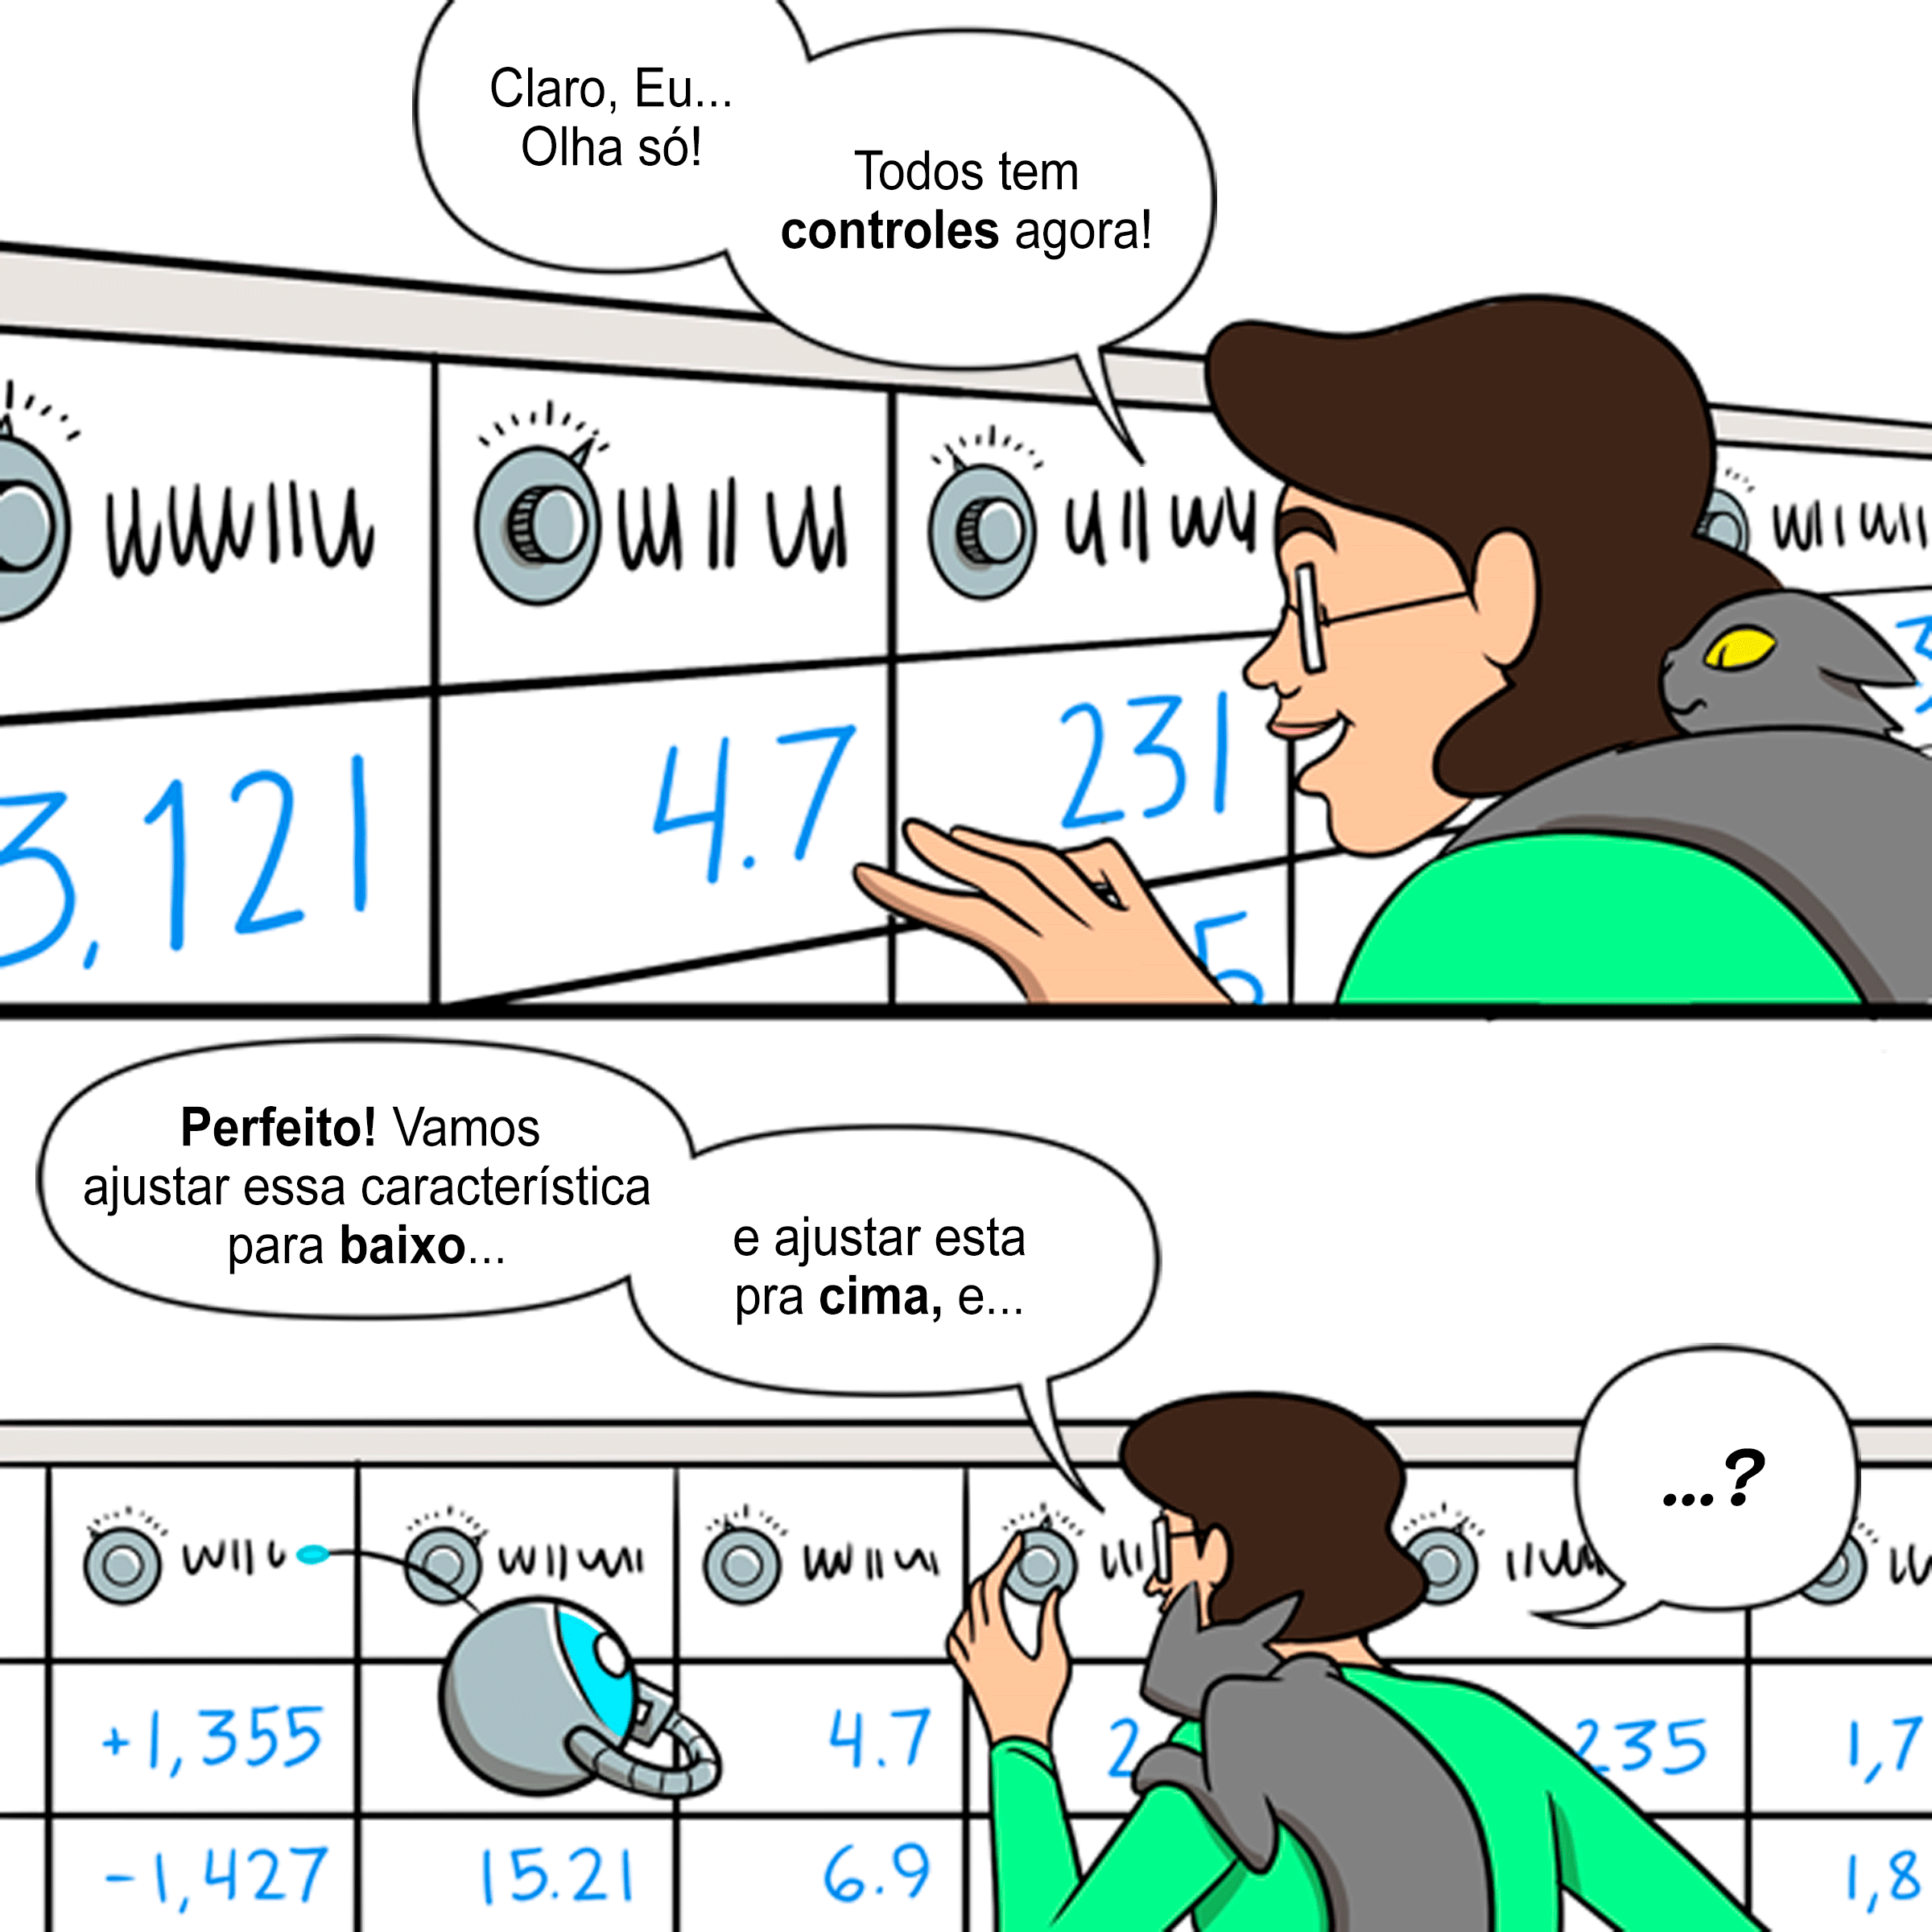 Claro, Eu...
Olha só!
Todos tem
controles agora!
3,121
4.7
231
5
Perfeito! Vamos
ajustar essa característica
para baixo...
e ajustar esta
pra cima, e...
...?
+1,355
4.7
2
235
1,7
-1,427
15.21
6.9
1,8